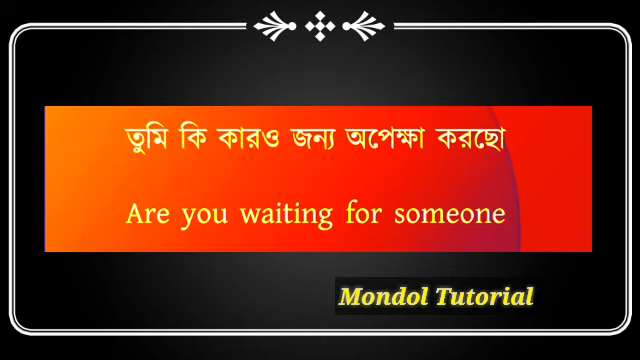 তুমি কি কারও জন্য অপেক্ষা করছো
Are you waiting for someone
Mondol Tutorial